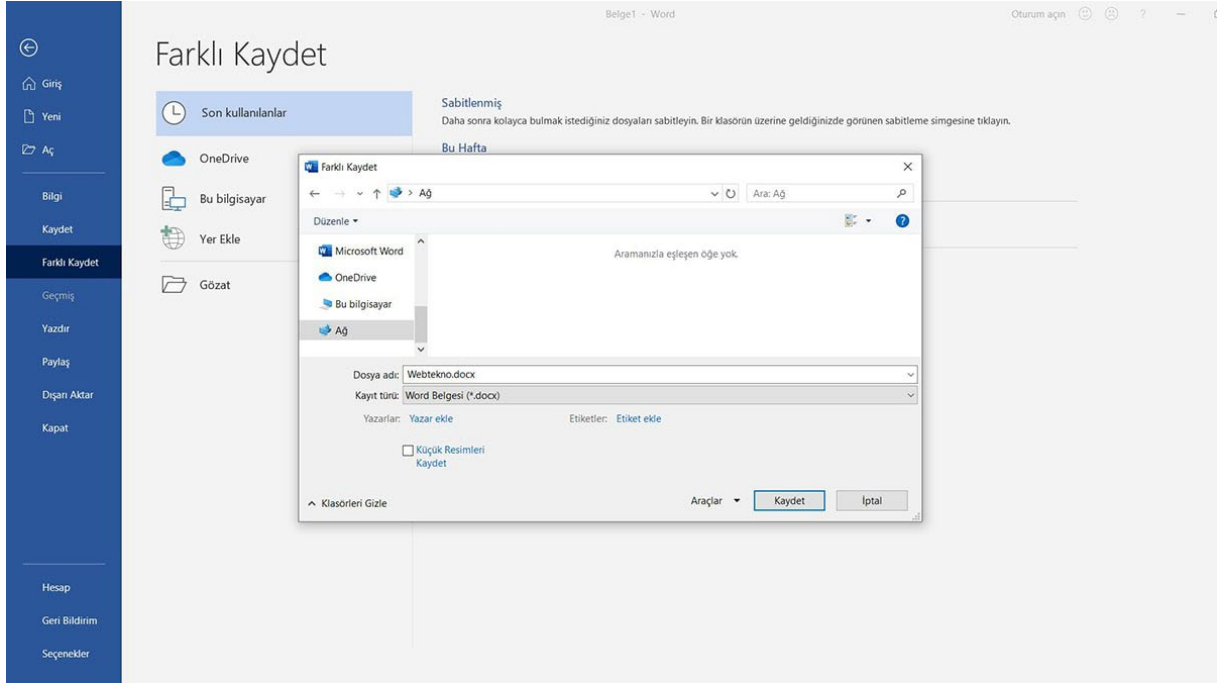 Belge1 - Word
Oturum açın
?
Farklı Kaydet
Giriş
Yeni
Aç
Bilgi
Kaydet
Farklı Kaydet
Geçmiş
Yazdır
Paylaş
Dışarı Aktar
Kapat
Hesap
Geri Bildirim
Seçenekler
Son kullanılanlar
OneDrive
Bu bilgisayar
Yer Ekle
Gözat
Sabitlenmiş
Daha sonra kolayca bulmak istediğiniz dosyaları sabitleyin. Bir klasörün üzerine geldiğinizde görünen sabitleme simgesine tıklayın.
Bu Hafta
Farklı Kaydet
> Ağ
Ara: Ağ
Düzenle
?
Microsoft Word
OneDrive
Bu bilgisayar
Ağ
Aramanızla eşleşen öğe yok.
Dosya adı: Webtekno.docx
Kayıt türü: Word Belgesi (*.docx)
Yazarlar: Yazar ekle Etiketler: Etiket ekle
Küçük Resimleri
Kaydet
Klasörleri Gizle
Araçlar Kaydet İptal